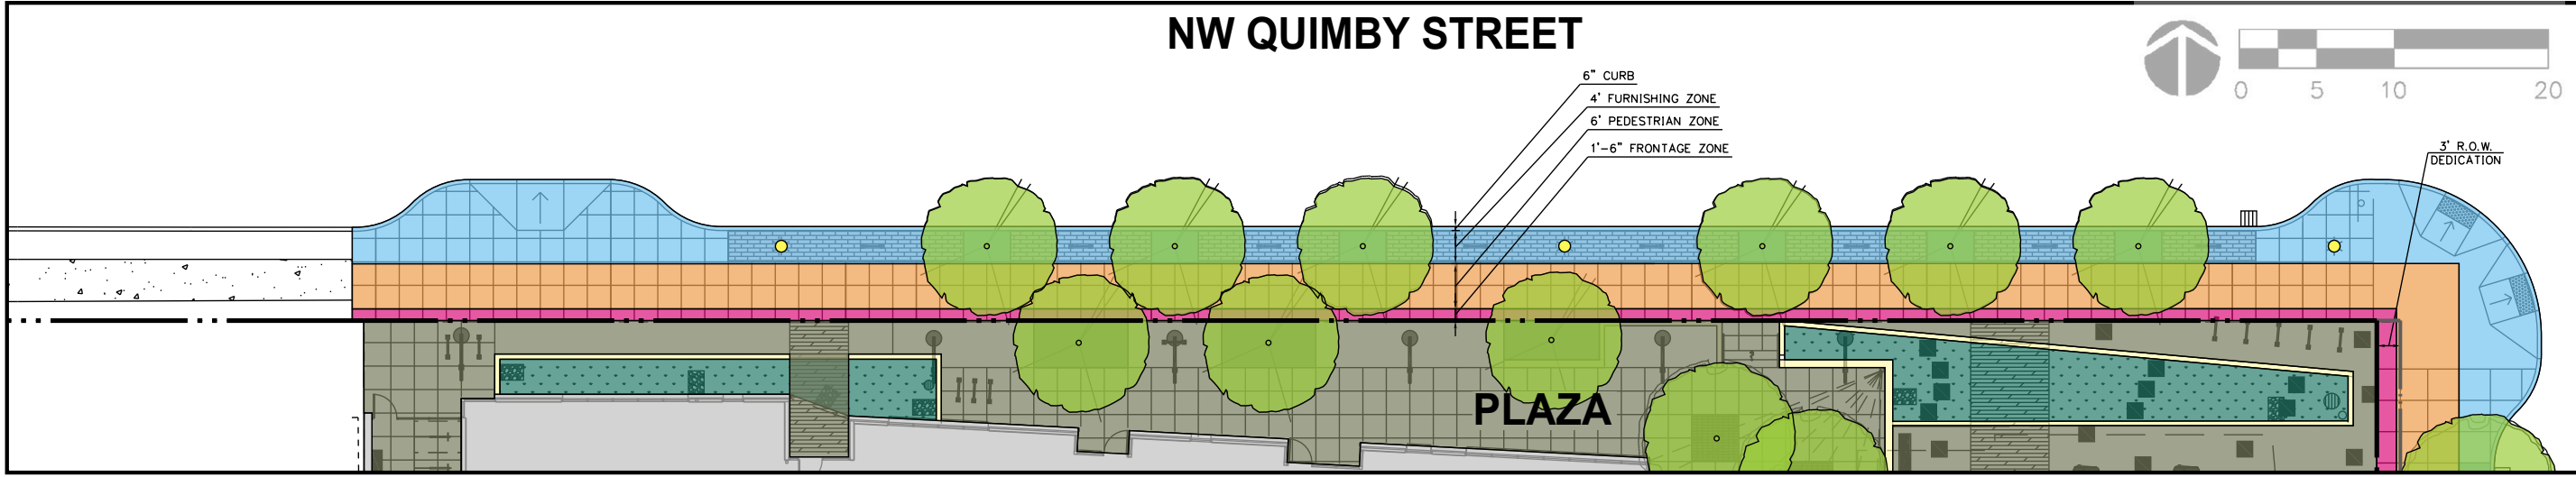 NW QUIMBY STREET
0 5 10 20
6" CURB
4' FURNISHING ZONE
6' PEDESTRIAN ZONE
1'-6" FRONTAGE ZONE
3' R.O.W.
DEDICATION
PLAZA